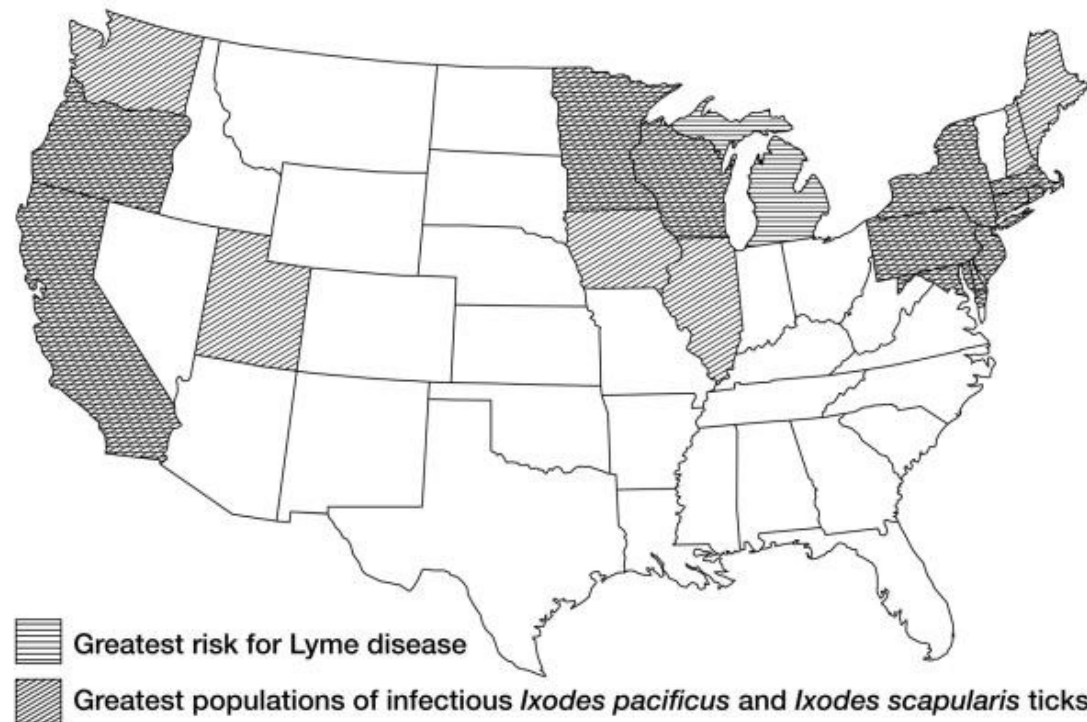 Greatest risk for Lyme disease
Greatest populations of infectious Ixodes pacificus and Ixodes scapularis ticks